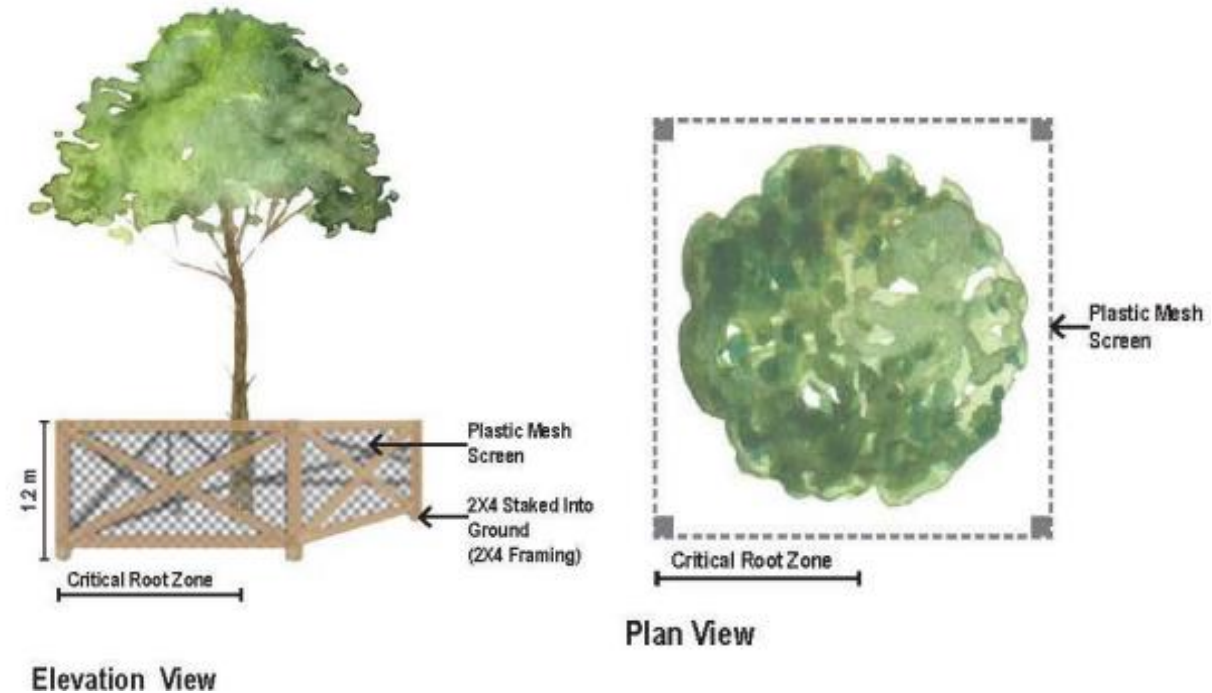 Plastic Mesh
Screen
2X4 Staked Into
Ground
(2X4 Framing)
1.2 m
Critical Root Zone
Elevation View
Plastic Mesh
Screen
Critical Root Zone
Plan View